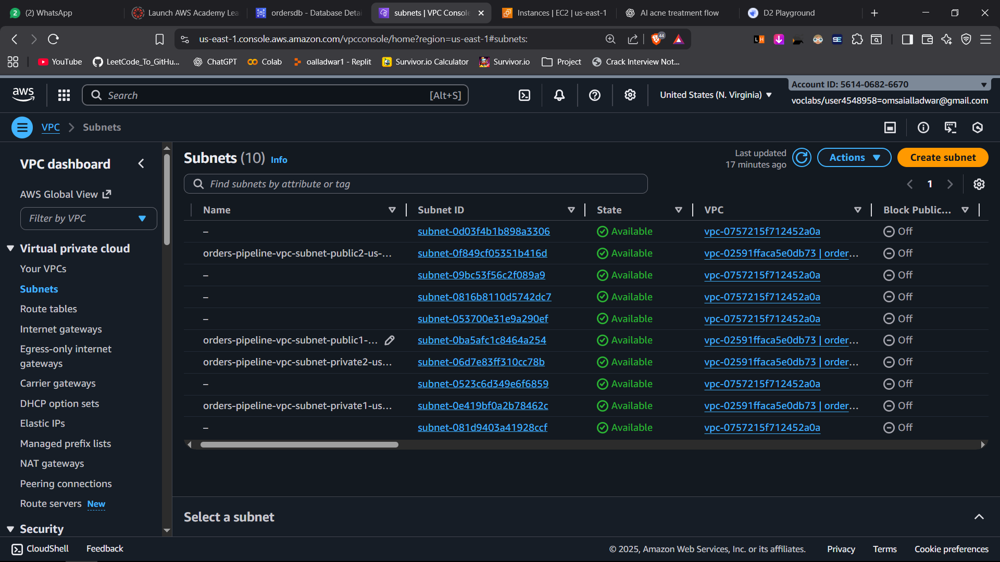 (2) WhatsApp
Launch AWS Academy Lea
ordersdb - Database Detai
subnets | VPC Console
Instances | EC2 | us-east-1
AI acne treatment flow
D2 Playground
us-east-1.console.aws.amazon.com/vpcconsole/home?region=us-east-1#subnets:
44
YouTube
LeetCode_To_GitHu...
ChatGPT
Colab
oalladwar1 - Replit
Survivor.io Calculator
Survivor.io
Project
Crack Interview Not...
aws
Search
[Alt+S]
United States (N. Virginia)
Account ID: 5614-0682-6670
voclabs/user4548958=omsaialladwar@gmail.com
VPC
Subnets
VPC dashboard
AWS Global View
Filter by VPC
Virtual private cloud
Your VPCs
Subnets
Route tables
Internet gateways
Egress-only internet
gateways
Carrier gateways
DHCP option sets
Elastic IPs
Managed prefix lists
NAT gateways
Peering connections
Route servers New
Security
Subnets (10) Info
Last updated
17 minutes ago
Actions
Create subnet
Find subnets by attribute or tag
1
Name Subnet ID State VPC Block Public...
– subnet-0d03f4b1b898a3306 Available vpc-0757215f712452a0a Off
orders-pipeline-vpc-subnet-public2-us-... subnet-0f849cf05351b416d Available vpc-02591ffaca5e0db73 | order... Off
– subnet-09bc53f56c2f089a9 Available vpc-0757215f712452a0a Off
– subnet-0816b8110d5742dc7 Available vpc-0757215f712452a0a Off
– subnet-053700e31e9a290ef Available vpc-0757215f712452a0a Off
orders-pipeline-vpc-subnet-public1-... subnet-0ba5afc1c8464a254 Available vpc-02591ffaca5e0db73 | order... Off
orders-pipeline-vpc-subnet-private2-us... subnet-06d7e83ff310cc78b Available vpc-02591ffaca5e0db73 | order... Off
– subnet-0523c6d349e6f6859 Available vpc-0757215f712452a0a Off
orders-pipeline-vpc-subnet-private1-us... subnet-0e419bf0a2b78462c Available vpc-02591ffaca5e0db73 | order... Off
– subnet-081d9403a41928ccf Available vpc-0757215f712452a0a Off
Select a subnet
CloudShell
Feedback
© 2025, Amazon Web Services, Inc. or its affiliates.
Privacy
Terms
Cookie preferences